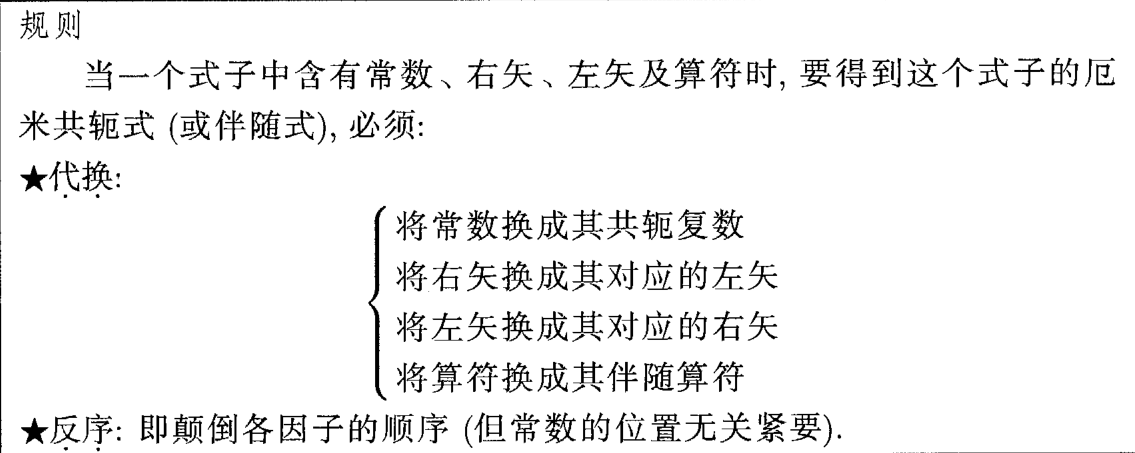 规则
当一个式子中含有常数、右矢、左矢及算符时, 要得到这个式子的厄
米共轭式 (或伴随式), 必须:
★代换:
将常数换成其共轭复数
将右矢换成其对应的左矢
将左矢换成其对应的右矢
将算符换成其伴随算符
★反序: 即颠倒各因子的顺序 (但常数的位置无关紧要).